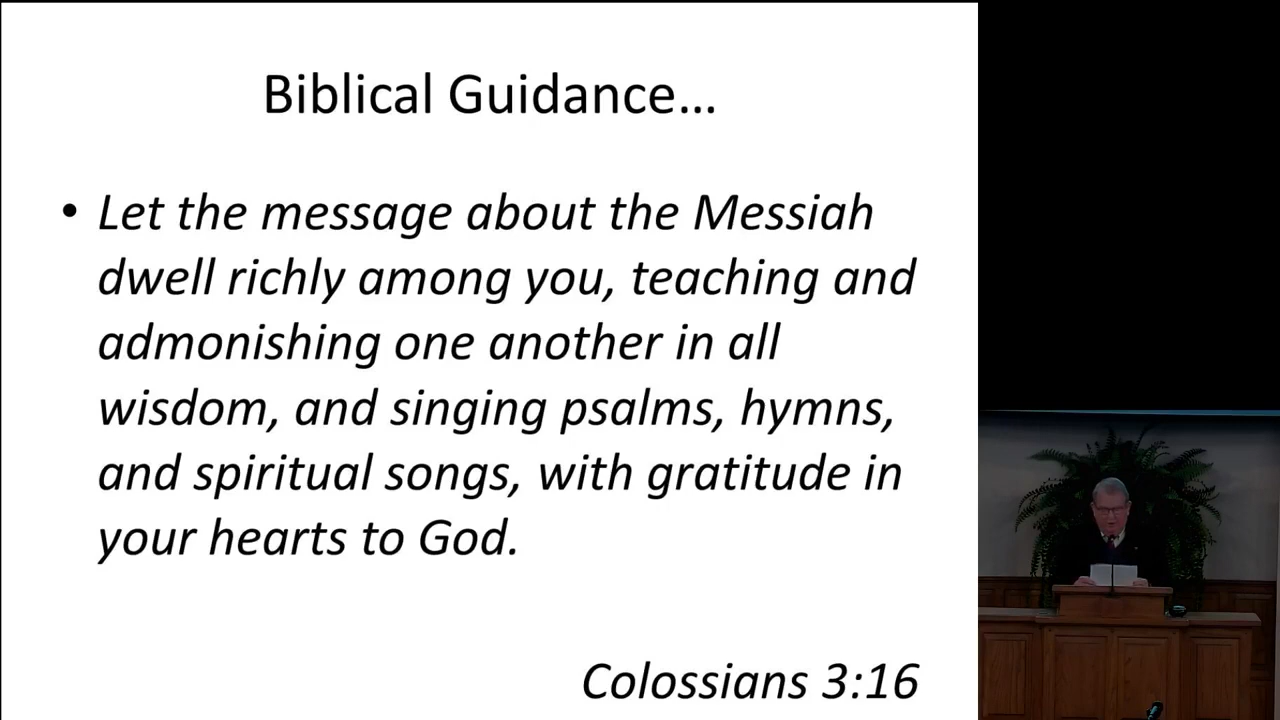 Biblical Guidance…
• Let the message about the Messiah
dwell richly among you, teaching and
admonishing one another in all
wisdom, and singing psalms, hymns,
and spiritual songs, with gratitude in
your hearts to God.
Colossians 3:16